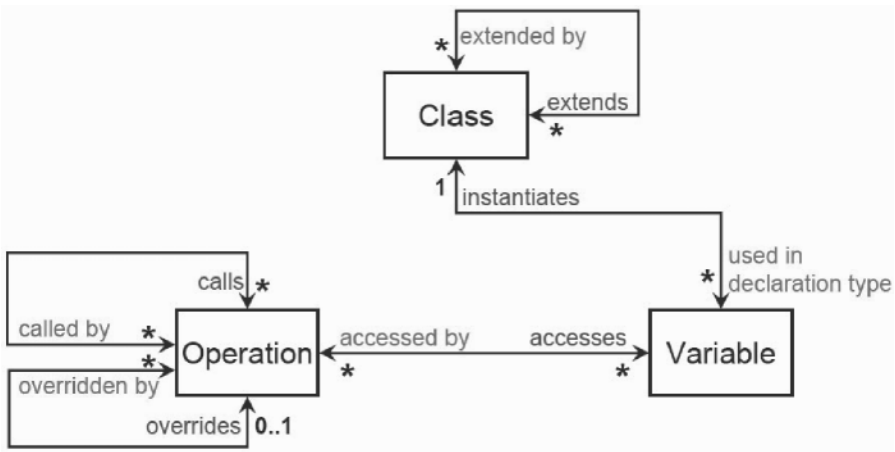 * extended by
Class
extends
*
1
instantiates
used in
* declaration type
calls *
called by *
Operation
* accessed by
accesses *
Variable
*
overridden by
overrides 0..1